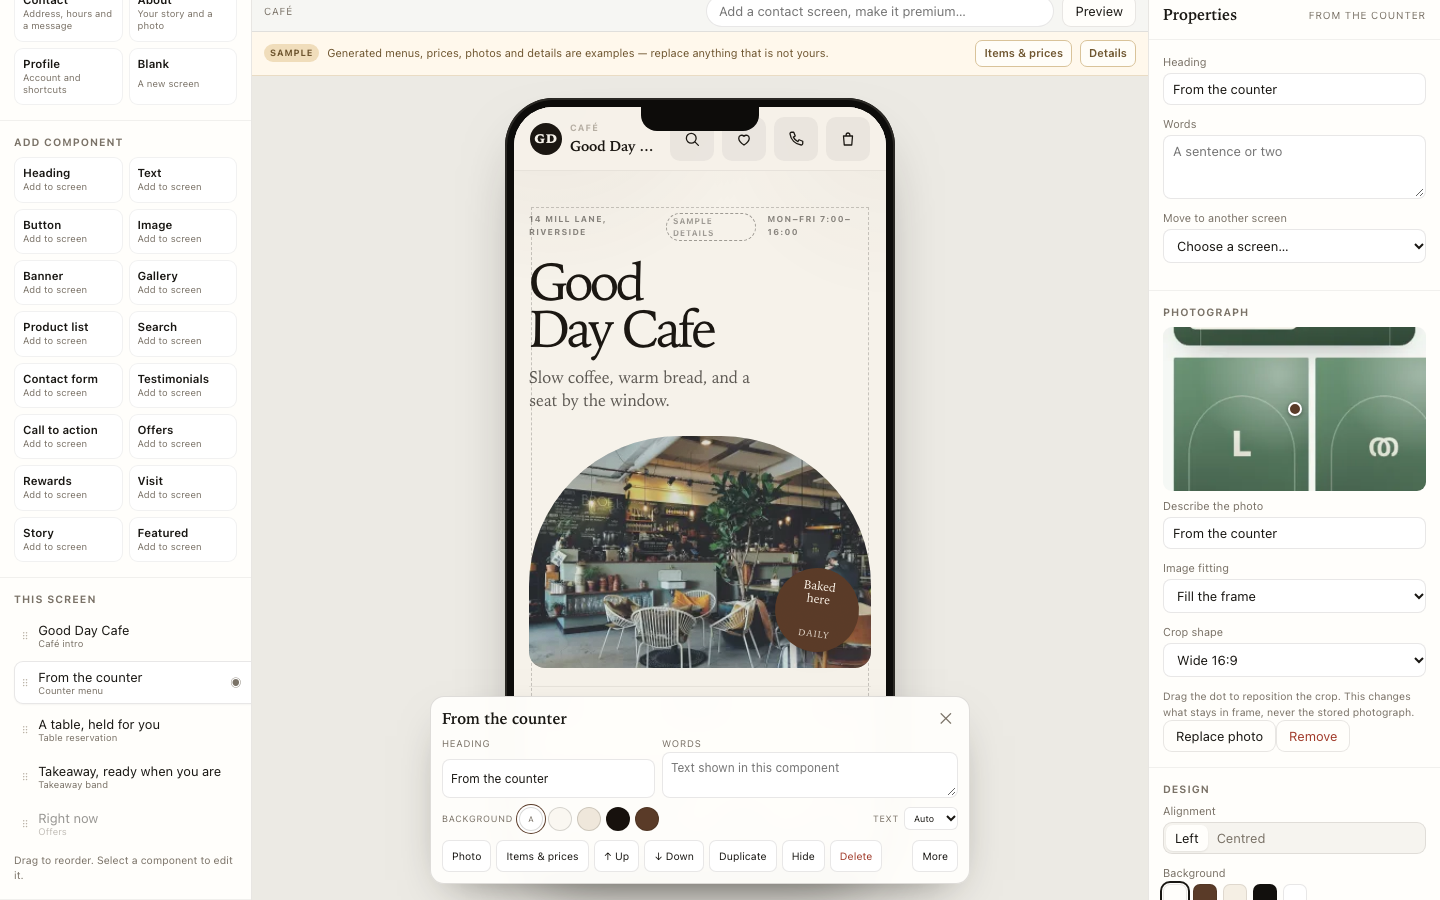 Contact
Address, hours and
a message
About
Your story and a
photo
Profile
Account and
shortcuts
Blank
A new screen
ADD COMPONENT
Heading
Add to screen
Text
Add to screen
Button
Add to screen
Image
Add to screen
Banner
Add to screen
Gallery
Add to screen
Product list
Add to screen
Search
Add to screen
Contact form
Add to screen
Testimonials
Add to screen
Call to action
Add to screen
Offers
Add to screen
Rewards
Add to screen
Visit
Add to screen
Story
Add to screen
Featured
Add to screen
THIS SCREEN
Good Day Cafe
Café intro
From the counter
Counter menu
A table, held for you
Table reservation
Takeaway, ready when you are
Takeaway band
Right now
Offers
Drag to reorder. Select a component to edit
it.
CAFÉ
Add a contact screen, make it premium...
Preview
SAMPLE
Generated menus, prices, photos and details are examples — replace anything that is not yours.
Items & prices
Details
GD
CAFÉ
Good Day ...
14 MILL LANE,
RIVERSIDE
SAMPLE
DETAILS
MON–FRI 7:00–
16:00
Good
Day Cafe
Slow coffee, warm bread, and a
seat by the window.
Baked
here
DAILY
From the counter
HEADING
From the counter
WORDS
Text shown in this component
BACKGROUND
A
TEXT
Auto
Photo
Items & prices
↑ Up
↓ Down
Duplicate
Hide
Delete
More
Properties
FROM THE COUNTER
Heading
From the counter
Words
A sentence or two
Move to another screen
Choose a screen...
PHOTOGRAPH
L
Describe the photo
From the counter
Image fitting
Fill the frame
Crop shape
Wide 16:9
Drag the dot to reposition the crop. This changes
what stays in frame, never the stored photograph.
Replace photo
Remove
DESIGN
Alignment
Left
Centred
Background